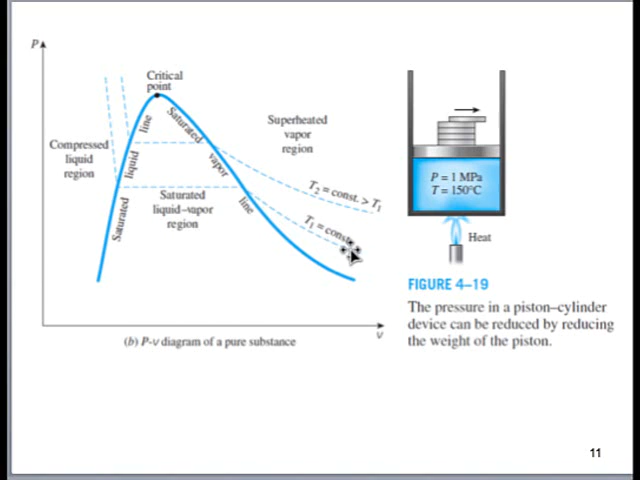 P
Critical
point
Superheated
vapor
region
Compressed
liquid
region
Saturated
liquid–vapor
region
Saturated liquid line
Saturated vapor line
T₂ = const. > T₁
T₁ = const.
v
(b) P-v diagram of a pure substance
P = 1 MPa
T = 150°C
Heat
FIGURE 4–19
The pressure in a piston–cylinder
device can be reduced by reducing
the weight of the piston.
11